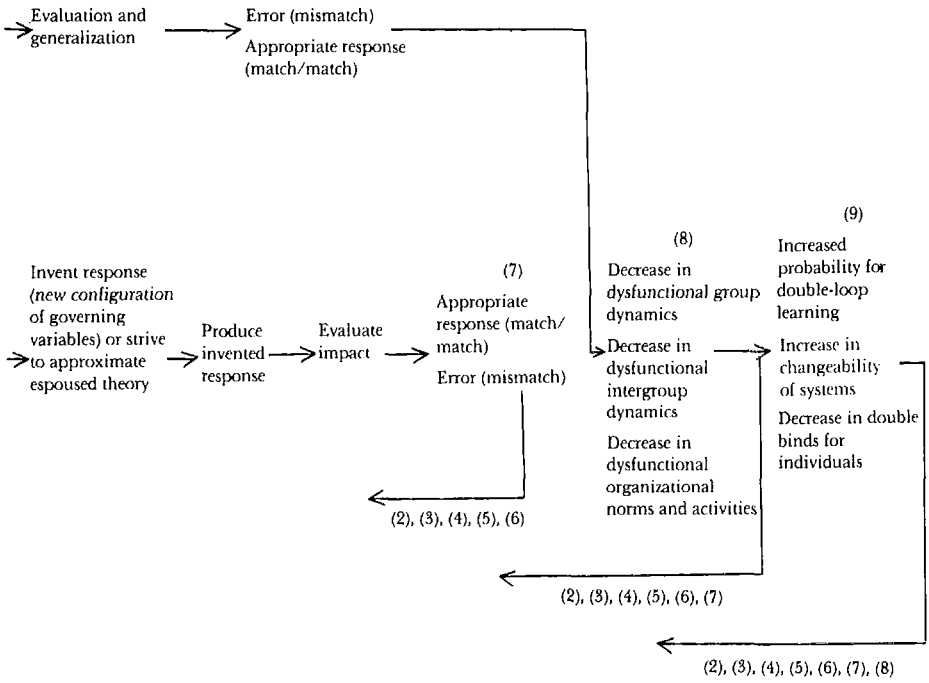 Evaluation and
generalization
Error (mismatch)
Appropriate response
(match/match)
Invent response
(new configuration
of governing
variables) or strive
to approximate
espoused theory
Produce
invented
response
Evaluate
impact
(7)
Appropriate
response (match/
match)
Error (mismatch)
(2), (3), (4), (5), (6)
(8)
Decrease in
dysfunctional group
dynamics
Decrease in
dysfunctional
intergroup
dynamics
Decrease in
dysfunctional
organizational
norms and activities
(2), (3), (4), (5), (6), (7)
(9)
Increased
probability for
double-loop
learning
Increase in
changeability
of systems
Decrease in double
binds for
individuals
(2), (3), (4), (5), (6), (7), (8)